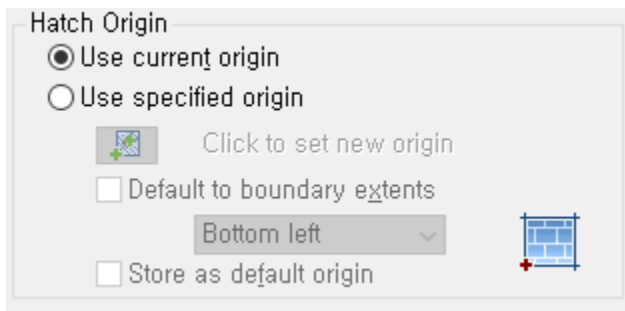 Hatch Origin
Use current origin
Use specified origin
Click to set new origin
Default to boundary extents
Bottom left
Store as default origin